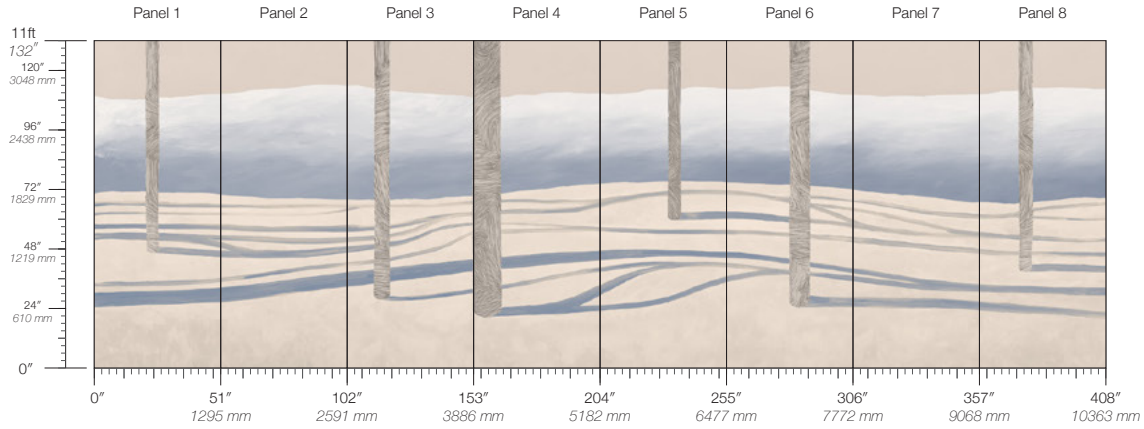 Panel 1 Panel 2 Panel 3 Panel 4 Panel 5 Panel 6 Panel 7 Panel 8
11ft
132"
120"
3048 mm
96"
2438 mm
72"
1829 mm
48"
1219 mm
24"
610 mm
0"
0" 51" 102" 153" 204" 255" 306" 357" 408"
1295 mm 2591 mm 3886 mm 5182 mm 6477 mm 7772 mm 9068 mm 10363 mm